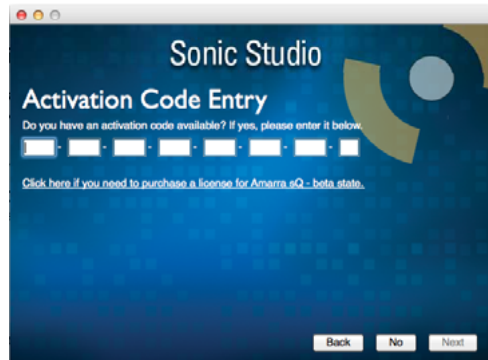 Sonic Studio
Activation Code Entry
Do you have an activation code available? If yes, please enter it below.
- - - - - - -
Click here if you need to purchase a license for Amarra sQ - beta state.
Back No Next